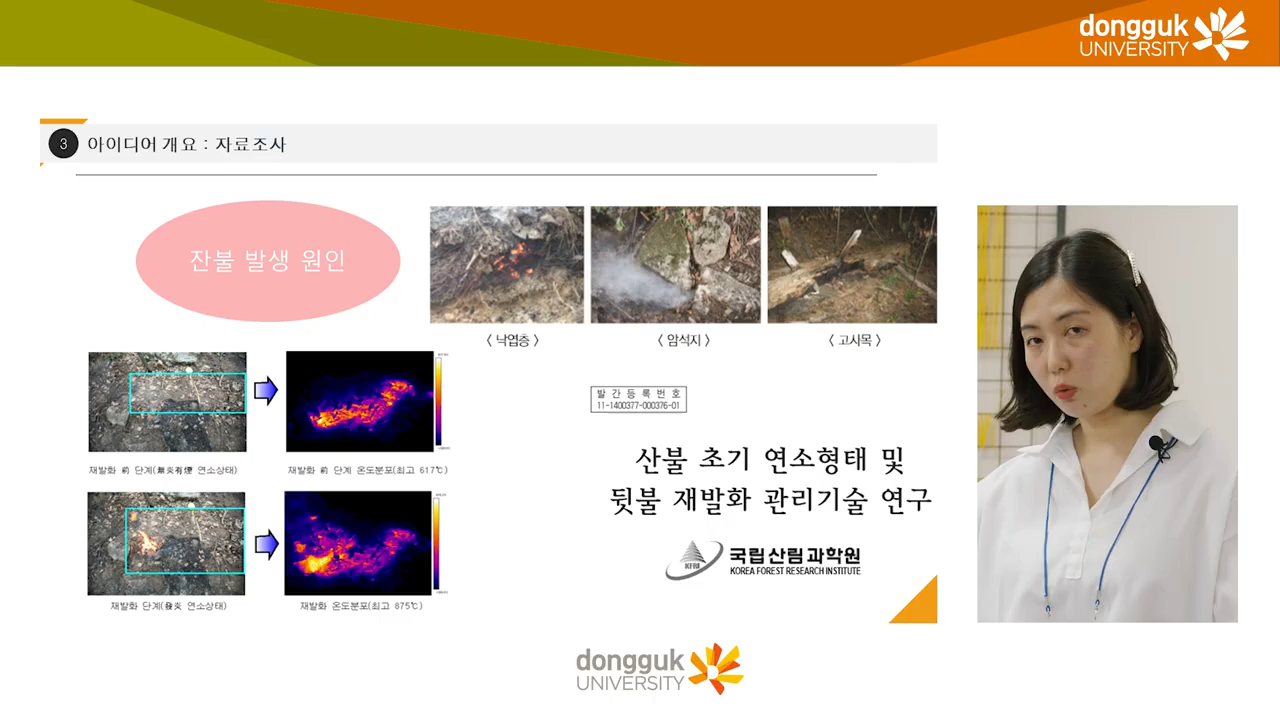 dongguk
UNIVERSITY
3 아이디어 개요 : 자료조사
잔불 발생 원인
< 낙엽층 >
< 암석지 >
< 고사목 >
재발화 前 단계(無炎有煙 연소상태)
재발화 前 단계 온도분포(최고 617℃)
재발화 단계(發炎 연소상태)
재발화 온도분포(최고 675℃)
발 간 등 록 번 호
11-1400377-000376-01
산불 초기 연소형태 및
뒷불 재발화 관리기술 연구
KFRI
국립산림과학원
KOREA FOREST RESEARCH INSTITUTE
dongguk
UNIVERSITY